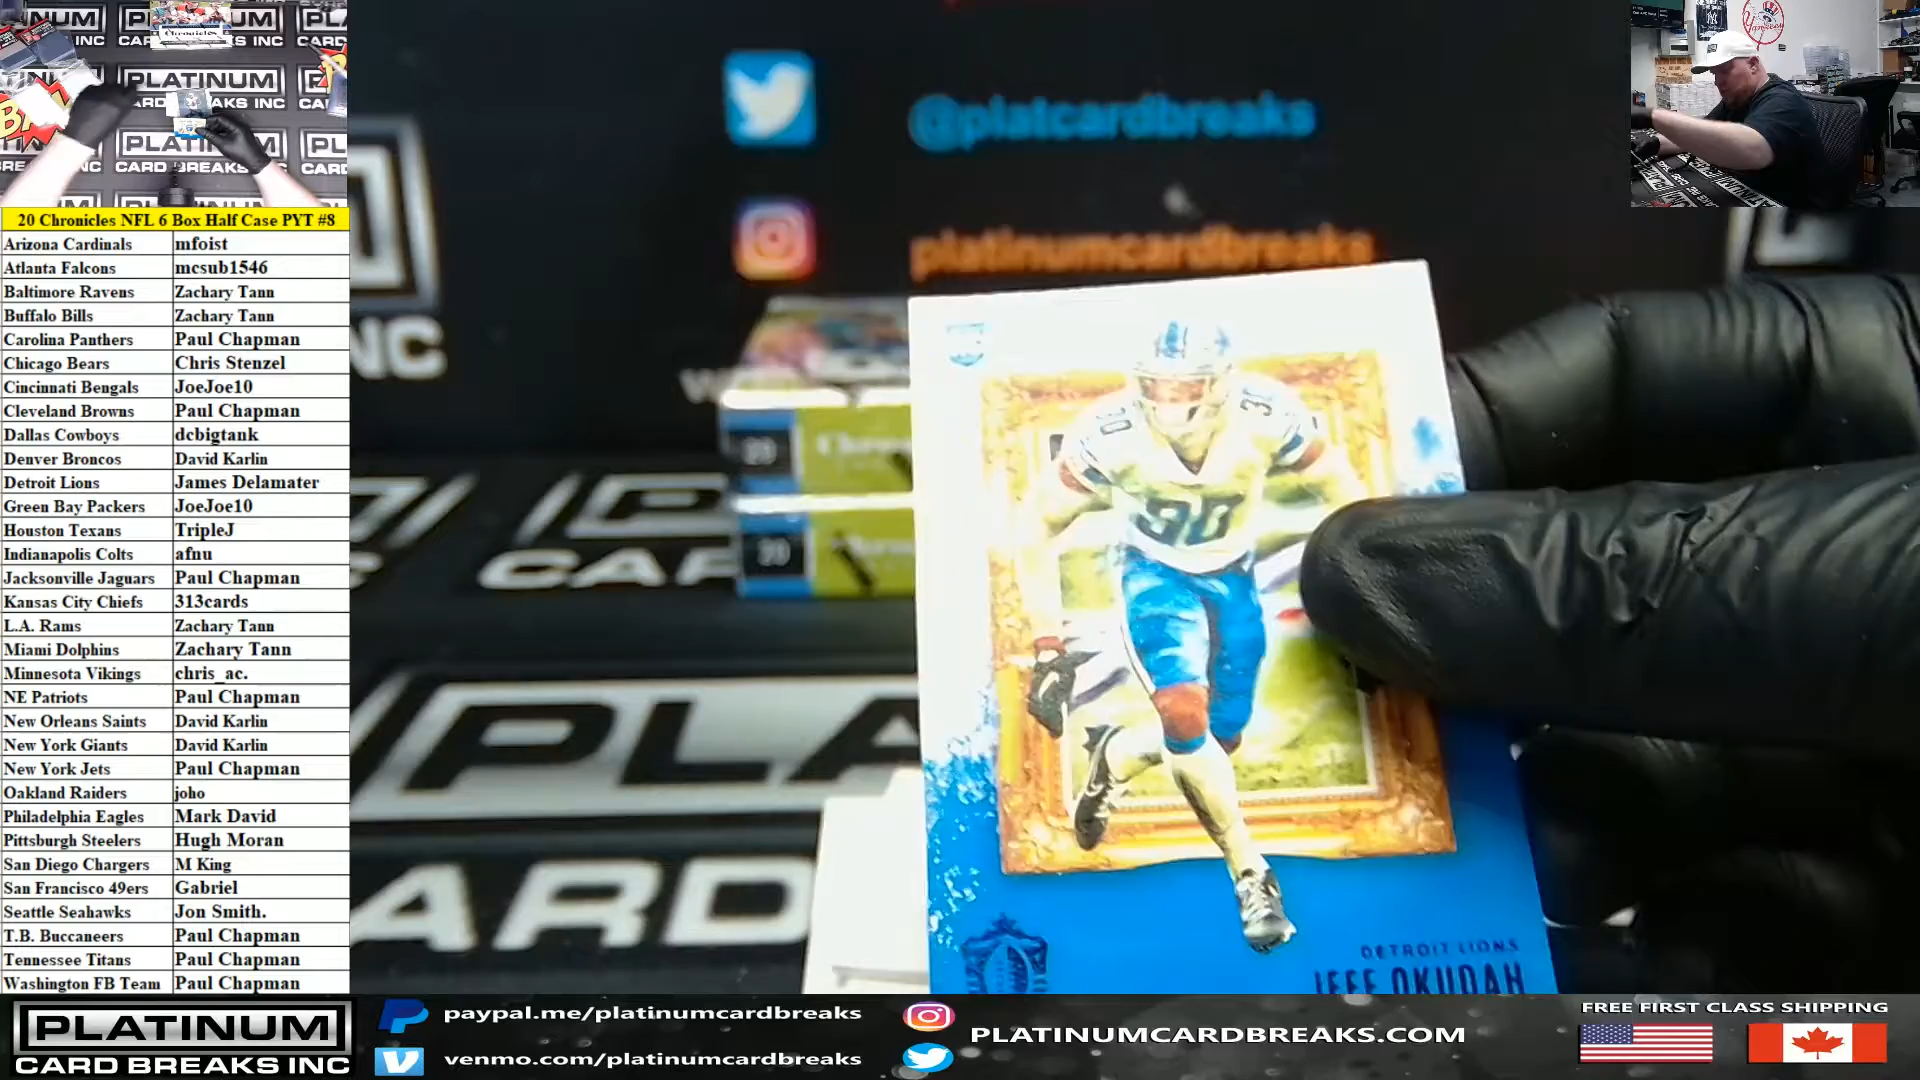 20 Chronicles NFL 6 Box Half Case PYT #8
Arizona Cardinals mfoist
Atlanta Falcons mcsub1546
Baltimore Ravens Zachary Tann
Buffalo Bills Zachary Tann
Carolina Panthers Paul Chapman
Chicago Bears Chris Stenzel
Cincinnati Bengals JoeJoe10
Cleveland Browns Paul Chapman
Dallas Cowboys dcbigtank
Denver Broncos David Karlin
Detroit Lions James Delamater
Green Bay Packers JoeJoe10
Houston Texans TripleJ
Indianapolis Colts afnu
Jacksonville Jaguars Paul Chapman
Kansas City Chiefs 313cards
L.A. Rams Zachary Tann
Miami Dolphins Zachary Tann
Minnesota Vikings chris_ac.
NE Patriots Paul Chapman
New Orleans Saints David Karlin
New York Giants David Karlin
New York Jets Paul Chapman
Oakland Raiders joho
Philadelphia Eagles Mark David
Pittsburgh Steelers Hugh Moran
San Diego Chargers M King
San Francisco 49ers Gabriel
Seattle Seahawks Jon Smith.
T.B. Buccaneers Paul Chapman
Tennessee Titans Paul Chapman
Washington FB Team Paul Chapman
@platcardbreaks
platinumcardbreaks
30
30
DETROIT LIONS
JEFF OKUDAH
PLATINUM
CARD BREAKS INC
PLATINUM
CARD BREAKS INC
paypal.me/platinumcardbreaks
venmo.com/platinumcardbreaks
PLATINUMCARDBREAKS.COM
FREE FIRST CLASS SHIPPING